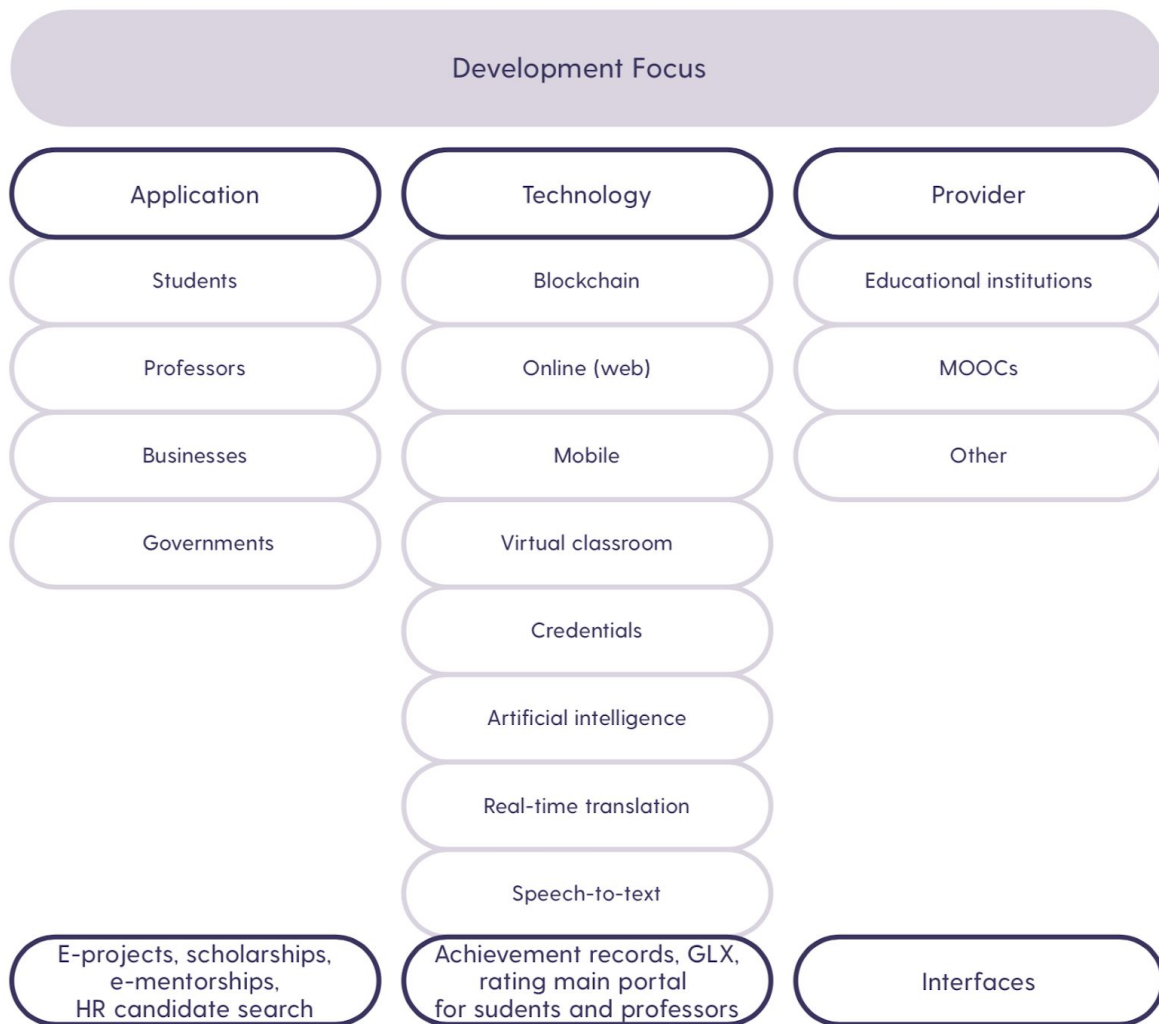 Development Focus
Application
Technology
Provider
Students
Blockchain
Educational institutions
Professors
Online (web)
MOOCs
Businesses
Mobile
Other
Governments
Virtual classroom
Credentials
Artificial intelligence
Real-time translation
Speech-to-text
E-projects, scholarships,
e-mentorships,
HR candidate search
Achievement records, GLX,
rating main portal
for sudents and professors
Interfaces